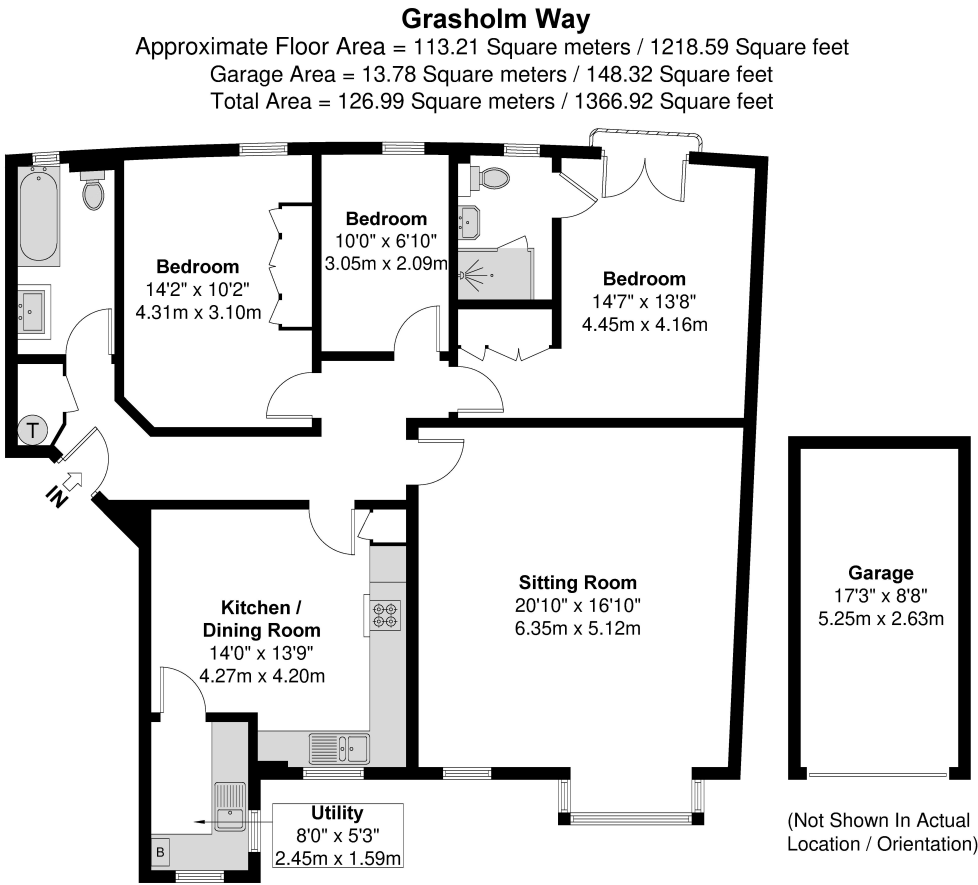 Grasholm Way
Approximate Floor Area = 113.21 Square meters / 1218.59 Square feet
Garage Area = 13.78 Square meters / 148.32 Square feet
Total Area = 126.99 Square meters / 1366.92 Square feet
Bedroom
14'2" x 10'2"
4.31m x 3.10m
Bedroom
10'0" x 6'10"
3.05m x 2.09m
Bedroom
14'7" x 13'8"
4.45m x 4.16m
T
IN
Kitchen /
Dining Room
14'0" x 13'9"
4.27m x 4.20m
Sitting Room
20'10" x 16'10"
6.35m x 5.12m
Garage
17'3" x 8'8"
5.25m x 2.63m
Utility
8'0" x 5'3"
2.45m x 1.59m
B
(Not Shown In Actual
Location / Orientation)